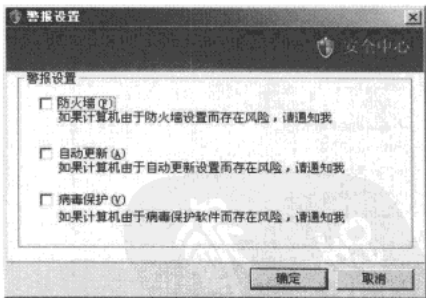 警报设置
安全中心
警报设置
防火墙(F)
如果计算机由于防火墙设置而存在风险，请通知我
自动更新(A)
如果计算机由于自动更新设置而存在风险，请通知我
病毒保护(V)
如果计算机由于病毒保护软件而存在风险，请通知我
确定
取消